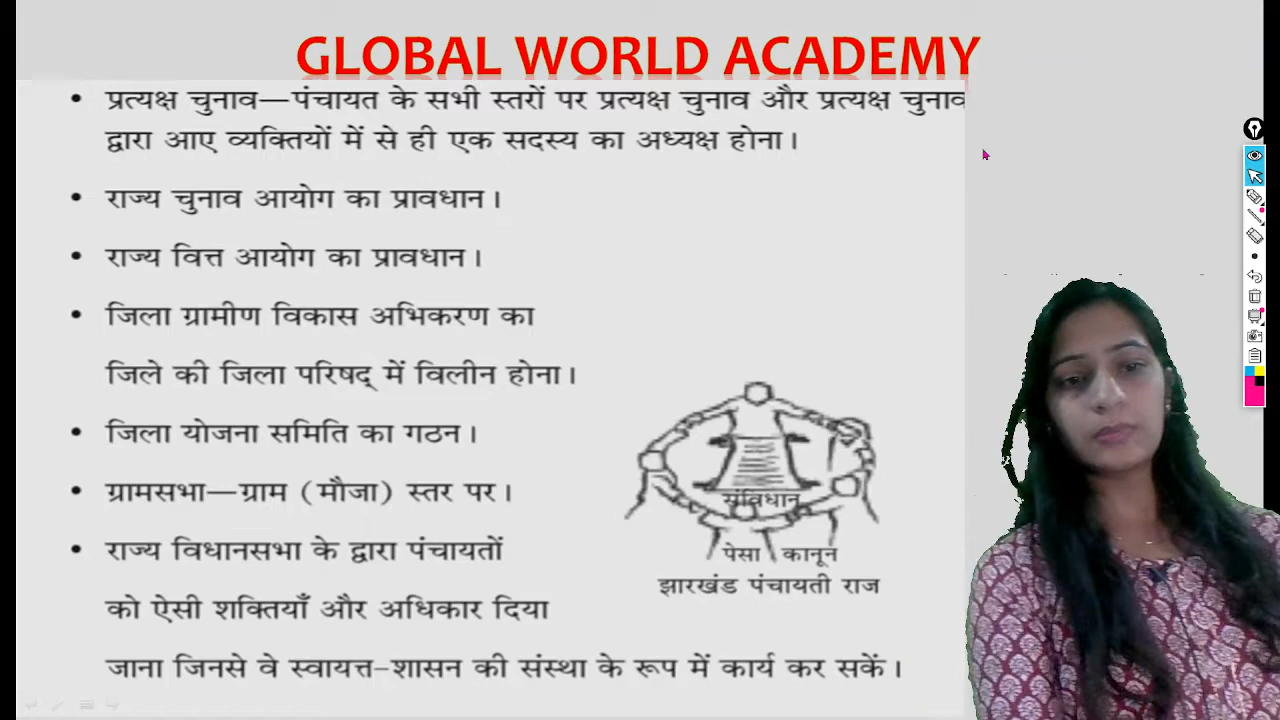 GLOBAL WORLD ACADEMY
• प्रत्यक्ष चुनाव—पंचायत के सभी स्तरों पर प्रत्यक्ष चुनाव और प्रत्यक्ष चुनाव
द्वारा आए व्यक्तियों में से ही एक सदस्य का अध्यक्ष होना।
• राज्य चुनाव आयोग का प्रावधान।
• राज्य वित्त आयोग का प्रावधान।
• जिला ग्रामीण विकास अभिकरण का
जिले की जिला परिषद् में विलीन होना।
• जिला योजना समिति का गठन।
• ग्रामसभा—ग्राम (मौजा) स्तर पर।
• राज्य विधानसभा के द्वारा पंचायतों
को ऐसी शक्तियाँ और अधिकार दिया
जाना जिनसे वे स्वायत्त-शासन की संस्था के रूप में कार्य कर सकें।
संविधान
पेसा कानून
झारखंड पंचायती राज